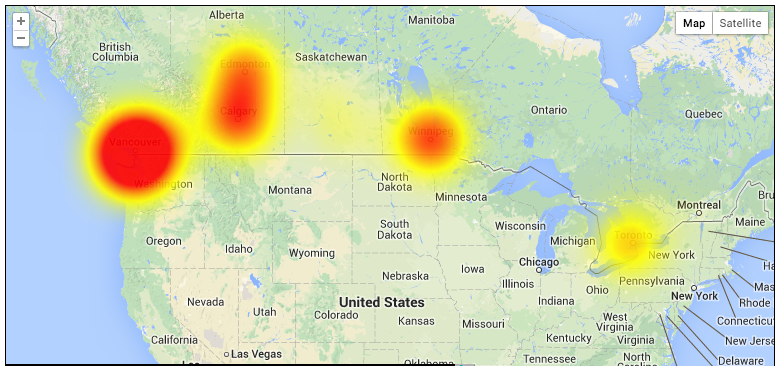 Alberta
Manitoba
+
−
Map
Satellite
British
Columbia
Edmonton
Saskatchewan
Calgary
Ontario
Quebec
Winnipeg
Vancouver
Washington
Montana
North
Dakota
Minnesota
Montreal
Maine
Oregon
Idaho
Wyoming
South
Dakota
Wisconsin
Michigan
Toronto
New York
Nevada
Utah
Colorado
Nebraska
Iowa
Chicago
Illinois
Indiana
Ohio
Pennsylvania
New York
Rhode
Connecticu
New Jerse
Delaware
United States
Kansas
Missouri
West
Virginia
Kentucky
Virginia
California
Las Vegas
Oklahoma
Tennessee
North